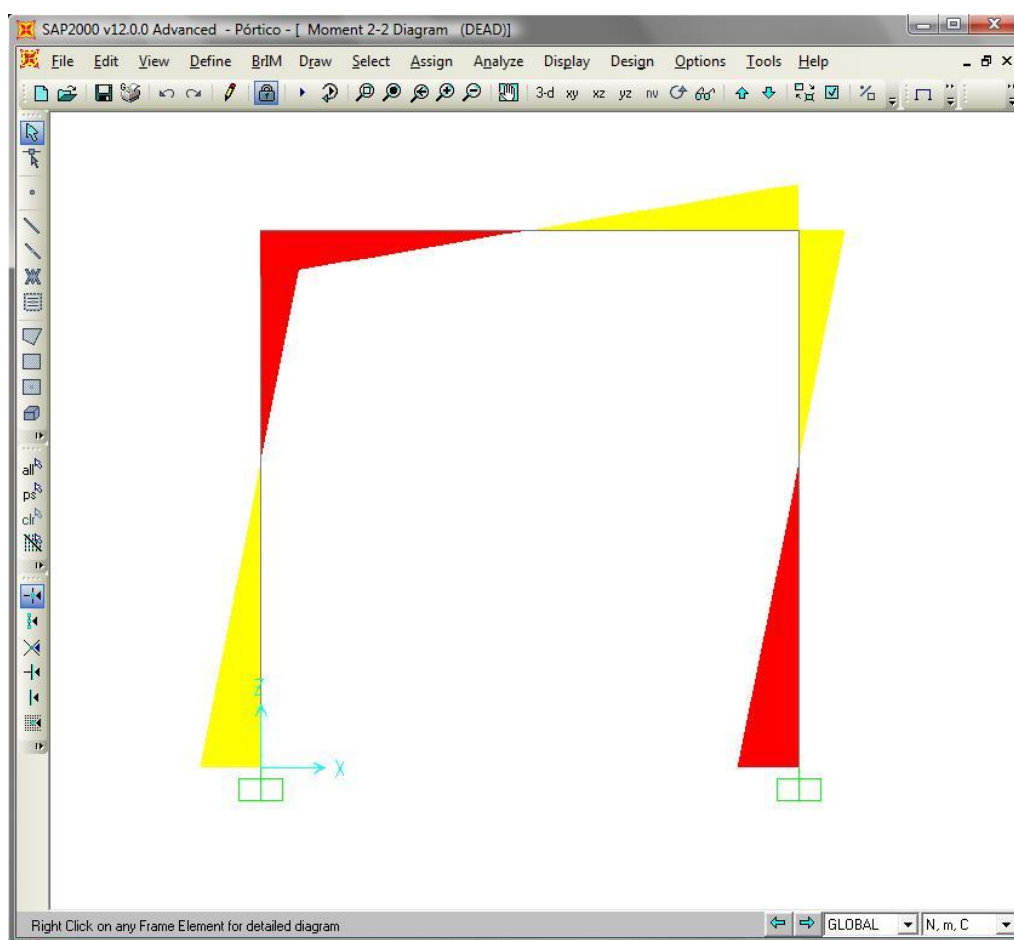 SAP2000 v12.0.0 Advanced - Pórtico - [ Moment 2-2 Diagram (DEAD)]
File Edit View Define BrIM Draw Select Assign Analyze Display Design Options Tools Help
3-d xy xz yz nv
all
ps
clr
Z
X
Right Click on any Frame Element for detailed diagram
GLOBAL
N, m, C